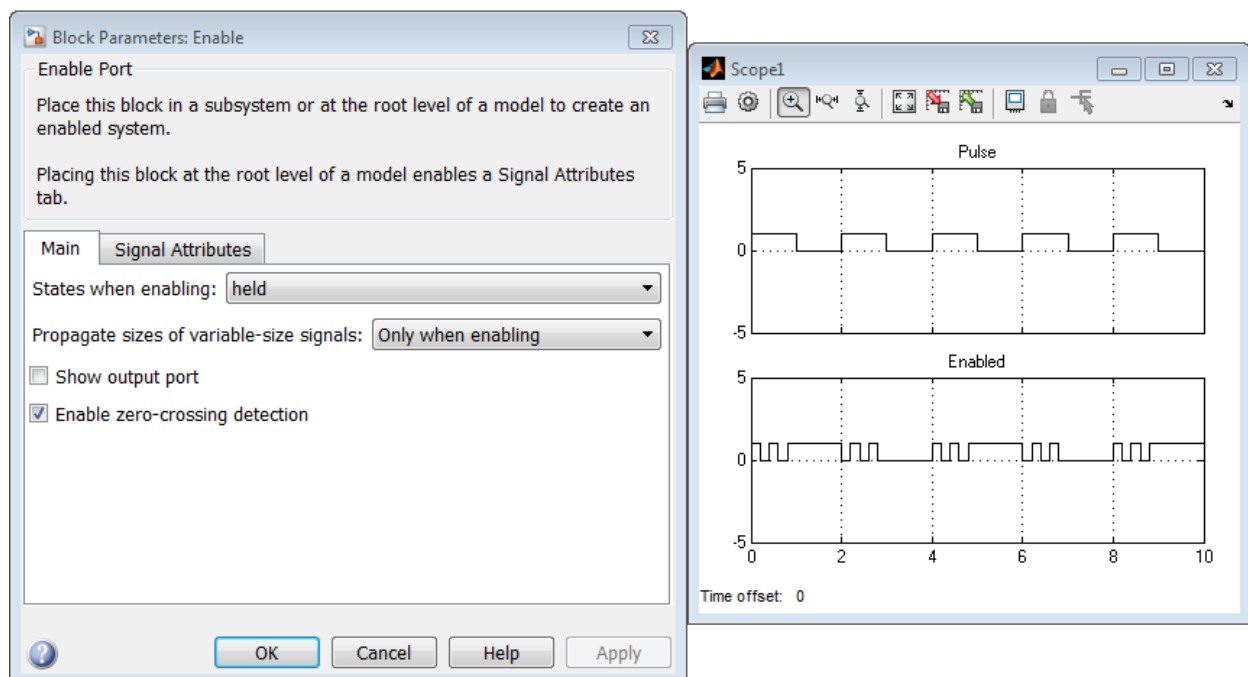 Block Parameters: Enable
Enable Port
Place this block in a subsystem or at the root level of a model to create an
enabled system.
Placing this block at the root level of a model enables a Signal Attributes
tab.
Main
Signal Attributes
States when enabling:
held
Propagate sizes of variable-size signals:
Only when enabling
Show output port
Enable zero-crossing detection
?
OK
Cancel
Help
Apply
Scope1
Pulse
5
0
-5
Enabled
5
0
-5
0
2
4
6
8
10
Time offset: 0